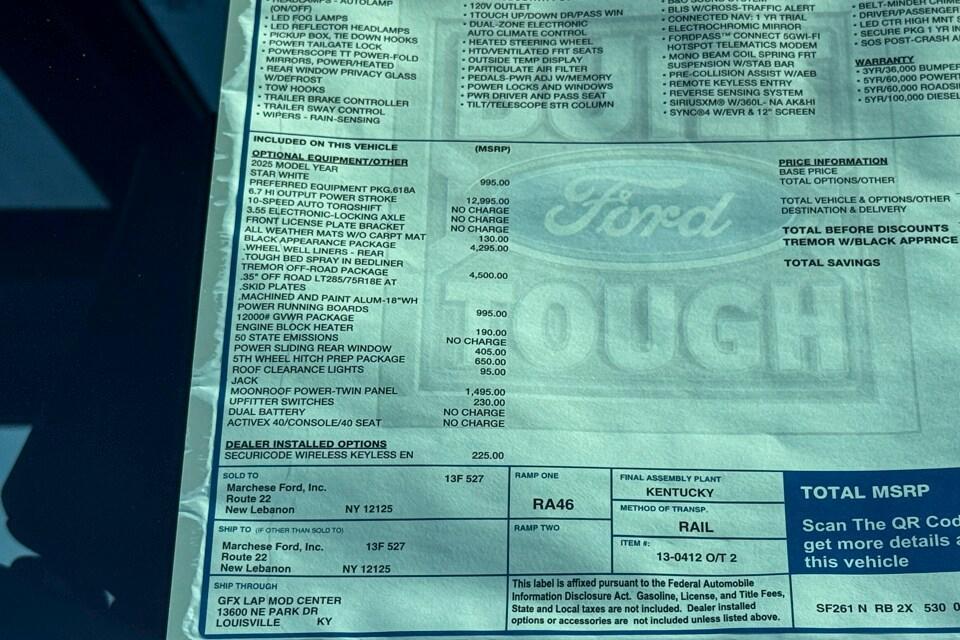 HEADLAMPS - AUTOLAMP
(ON/OFF)
• LED FOG LAMPS
• LED REFLECTOR HEADLAMPS
• PICKUP BOX, TIE DOWN HOOKS
• POWER TAILGATE LOCK
• POWERSCOPE TT POWER-FOLD
MIRRORS, POWER/HEATED
• REAR WINDOW PRIVACY GLASS
W/DEFROST
• TOW HOOKS
• TRAILER BRAKE CONTROLLER
• TRAILER SWAY CONTROL
• WIPERS - RAIN-SENSING
• 120V OUTLET
• 1TOUCH UP/DOWN DR/PASS WIN
• DUAL-ZONE ELECTRONIC
AUTO CLIMATE CONTROL
• HEATED STEERING WHEEL
• HTD/VENTILATED FRT SEATS
• OUTSIDE TEMP DISPLAY
• PARTICULATE AIR FILTER
• PEDALS-PWR ADJ W/MEMORY
• POWER LOCKS AND WINDOWS
• PWR DRIVER AND PASS SEAT
• TILT/TELESCOPE STR COLUMN
• B&O SOUND SYSTEM
• BLIS W/CROSS-TRAFFIC ALERT
• CONNECTED NAV: 1 YR TRIAL
• ELECTROCHROMIC MIRROR
• FORDPASS™ CONNECT 5GWI-FI
HOTSPOT TELEMATICS MODEM
• MONO BEAM COIL SPRING FRT
SUSPENSION W/STAB BAR
• PRE-COLLISION ASSIST W/AEB
• REMOTE KEYLESS ENTRY
• REVERSE SENSING SYSTEM
• SIRIUSXM® W/360L- NA AK&HI
• SYNC®4 W/EVR & 12" SCREEN
• BELT-MINDER CHIME
• DRIVER/PASSENGER
• LED CTR HIGH MNT
• SECURE PKG 1 YR
• SOS POST-CRASH
WARRANTY
• 3YR/36,000 BUMPER
• 5YR/60,000
• 5YR/60,000
• 5YR/100,000 DIESEL
BUILT
Ford
TOUGH
INCLUDED ON THIS VEHICLE (MSRP)
OPTIONAL EQUIPMENT/OTHER
2025 MODEL YEAR
STAR WHITE 995.00
PREFERRED EQUIPMENT PKG.618A
6.7 HI OUTPUT POWER STROKE 12,995.00
10-SPEED AUTO TORQSHIFT NO CHARGE
3.55 ELECTRONIC-LOCKING AXLE NO CHARGE
FRONT LICENSE PLATE BRACKET NO CHARGE
ALL WEATHER MATS W/O CARPT MAT 130.00
BLACK APPEARANCE PACKAGE 4,295.00
.WHEEL WELL LINERS - REAR
.TOUGH BED SPRAY IN BEDLINER
TREMOR OFF-ROAD PACKAGE 4,500.00
.35" OFF ROAD LT285/75R18E AT
.SKID PLATES
.MACHINED AND PAINT ALUM-18"WH
POWER RUNNING BOARDS 995.00
12000# GVWR PACKAGE
ENGINE BLOCK HEATER 190.00
50 STATE EMISSIONS NO CHARGE
POWER SLIDING REAR WINDOW 405.00
5TH WHEEL HITCH PREP PACKAGE 650.00
ROOF CLEARANCE LIGHTS 95.00
JACK
MOONROOF POWER-TWIN PANEL 1,495.00
UPFITTER SWITCHES 230.00
DUAL BATTERY NO CHARGE
ACTIVEX 40/CONSOLE/40 SEAT NO CHARGE
DEALER INSTALLED OPTIONS
SECURICODE WIRELESS KEYLESS EN 225.00
PRICE INFORMATION
BASE PRICE
TOTAL OPTIONS/OTHER
TOTAL VEHICLE & OPTIONS/OTHER
DESTINATION & DELIVERY
TOTAL BEFORE DISCOUNTS
TREMOR W/BLACK APPRNCE
TOTAL SAVINGS
SOLD TO 13F 527
Marchese Ford, Inc.
Route 22
New Lebanon NY 12125
SHIP TO (IF OTHER THAN SOLD TO)
Marchese Ford, Inc. 13F 527
Route 22
New Lebanon NY 12125
SHIP THROUGH
GFX LAP MOD CENTER
13600 NE PARK DR
LOUISVILLE KY
RAMP ONE
RA46
RAMP TWO
FINAL ASSEMBLY PLANT
KENTUCKY
METHOD OF TRANSP.
RAIL
ITEM #:
13-0412 O/T 2
This label is affixed pursuant to the Federal Automobile
Information Disclosure Act. Gasoline, License, and Title Fees,
State and Local taxes are not included. Dealer installed
options or accessories are not included unless listed above.
TOTAL MSRP
Scan The QR Cod
get more details a
this vehicle
SF261 N RB 2X 530 0